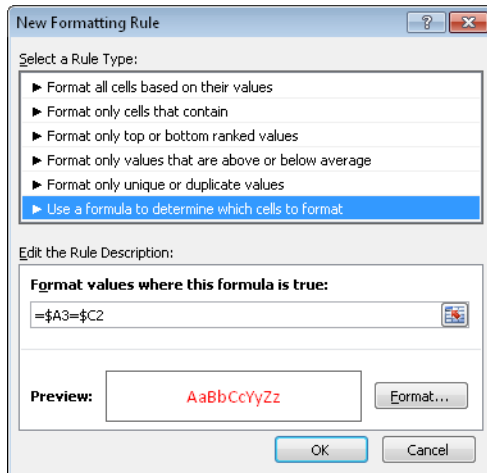 New Formatting Rule
Select a Rule Type:
► Format all cells based on their values
► Format only cells that contain
► Format only top or bottom ranked values
► Format only values that are above or below average
► Format only unique or duplicate values
► Use a formula to determine which cells to format
Edit the Rule Description:
Format values where this formula is true:
=$A3=$C2
Preview: AaBbCcYyZz Format...
OK Cancel